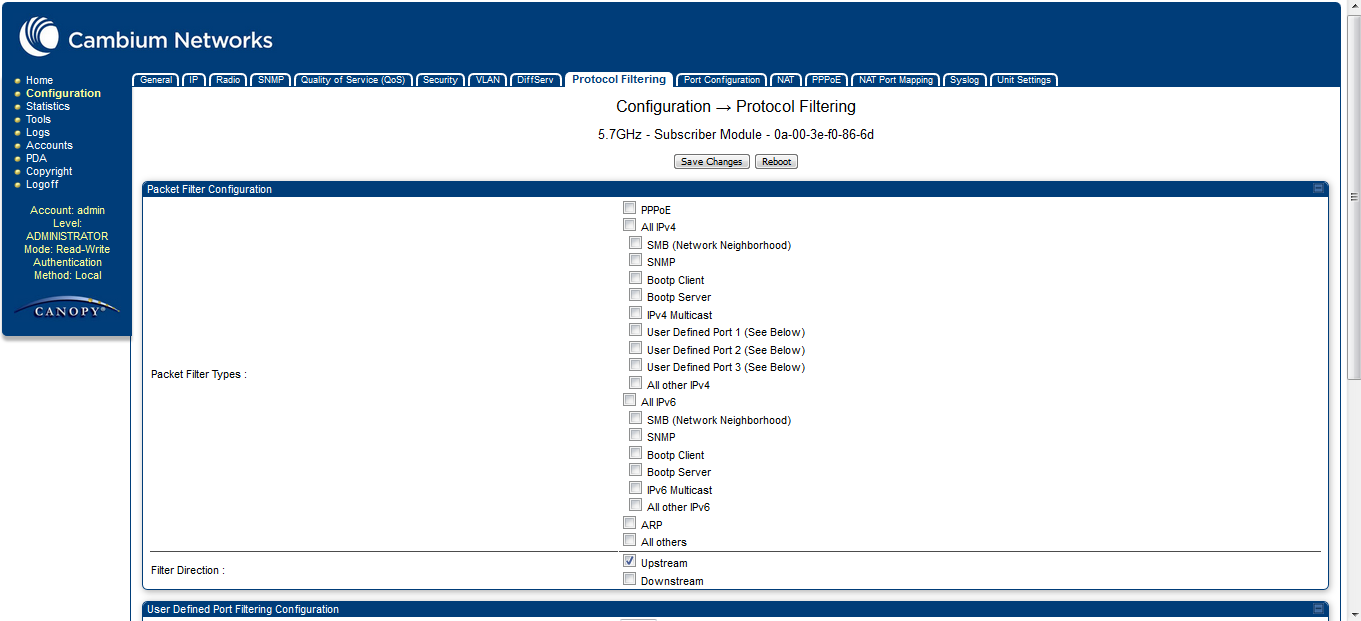 Cambium Networks
Home
Configuration
Statistics
Tools
Logs
Accounts
PDA
Copyright
Logoff
Account: admin
Level:
ADMINISTRATOR
Mode: Read-Write
Authentication
Method: Local
CANOPY®
General IP Radio SNMP Quality of Service (QoS) Security VLAN DiffServ Protocol Filtering Port Configuration NAT PPPoE NAT Port Mapping Syslog Unit Settings
Configuration → Protocol Filtering
5.7GHz - Subscriber Module - 0a-00-3e-f0-86-6d
Save Changes Reboot
Packet Filter Configuration
Packet Filter Types :
PPPoE
All IPv4
SMB (Network Neighborhood)
SNMP
Bootp Client
Bootp Server
IPv4 Multicast
User Defined Port 1 (See Below)
User Defined Port 2 (See Below)
User Defined Port 3 (See Below)
All other IPv4
All IPv6
SMB (Network Neighborhood)
SNMP
Bootp Client
Bootp Server
IPv6 Multicast
All other IPv6
ARP
All others
Filter Direction :
Upstream
Downstream
User Defined Port Filtering Configuration